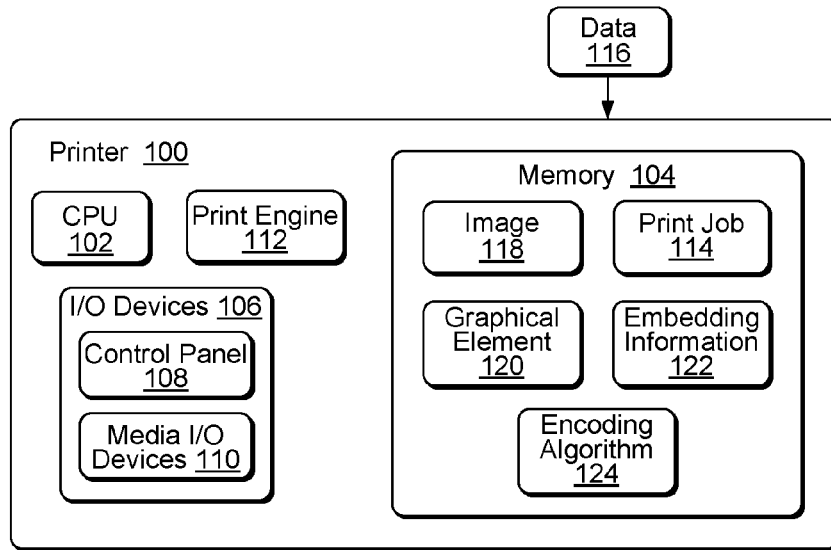 Data
116
Printer 100
Memory 104
CPU
102
Print Engine
112
Image
118
Print Job
114
I/O Devices 106
Control Panel
108
Media I/O
Devices 110
Graphical
Element
120
Embedding
Information
122
Encoding
Algorithm
124